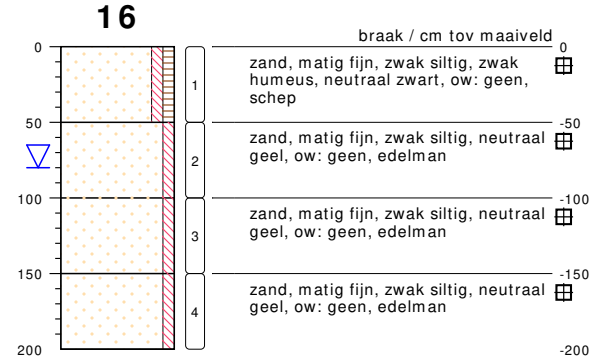 16
braak / cm tov maaiveld
0 0
1 zand, matig fijn, zwak siltig, zwak
humeus, neutraal zwart, ow: geen,
schep
50 -50
2 zand, matig fijn, zwak siltig, neutraal
geel, ow: geen, edelman
100 -100
3 zand, matig fijn, zwak siltig, neutraal
geel, ow: geen, edelman
150 -150
4 zand, matig fijn, zwak siltig, neutraal
geel, ow: geen, edelman
200 -200